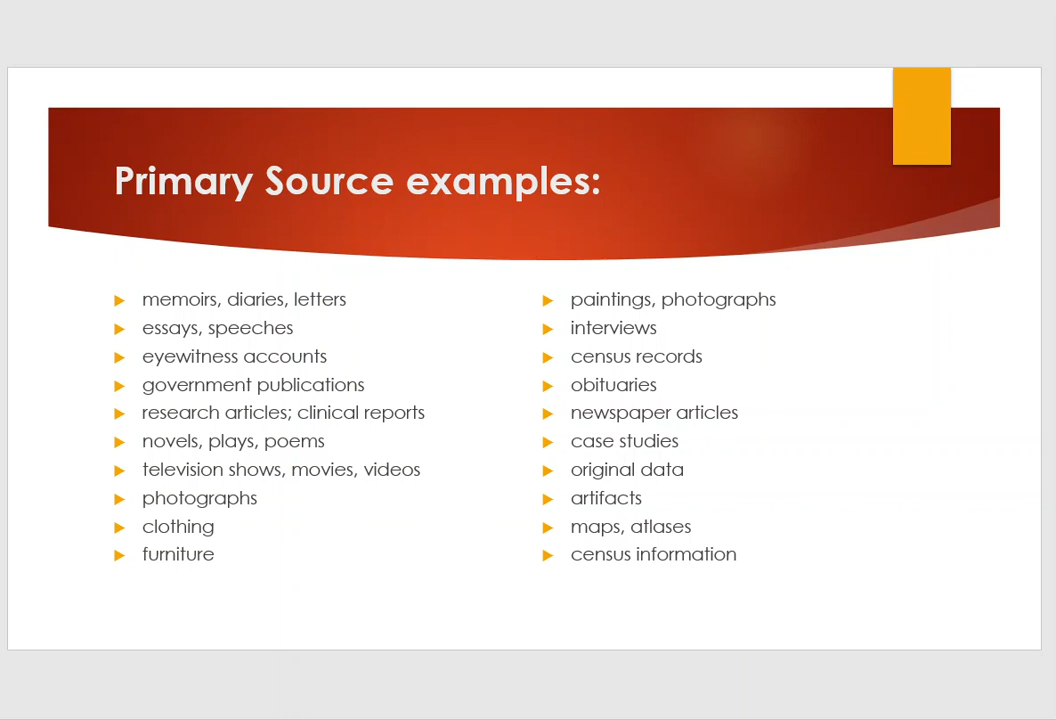 Primary Source examples:
memoirs, diaries, letters
essays, speeches
eyewitness accounts
government publications
research articles; clinical reports
novels, plays, poems
television shows, movies, videos
photographs
clothing
furniture
paintings, photographs
interviews
census records
obituaries
newspaper articles
case studies
original data
artifacts
maps, atlases
census information